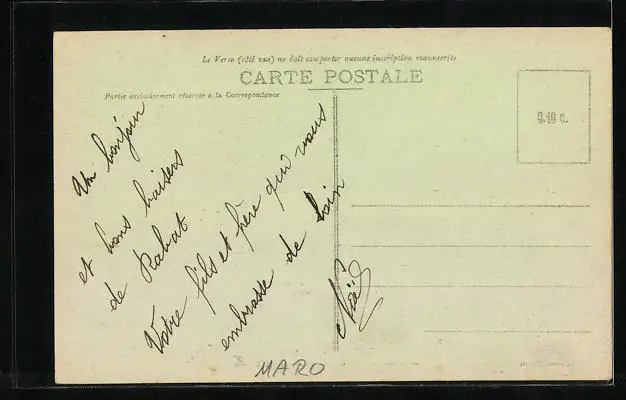 Le Verso (côté vue) ne doit comporter aucune inscription manuscrite
CARTE POSTALE
Partie exclusivement réservée à la Correspondance
0.10 c.
Un bonjour
et bons baisers
de Rabat
Votre fils et frère qui vous
embrasse de loin
MARO